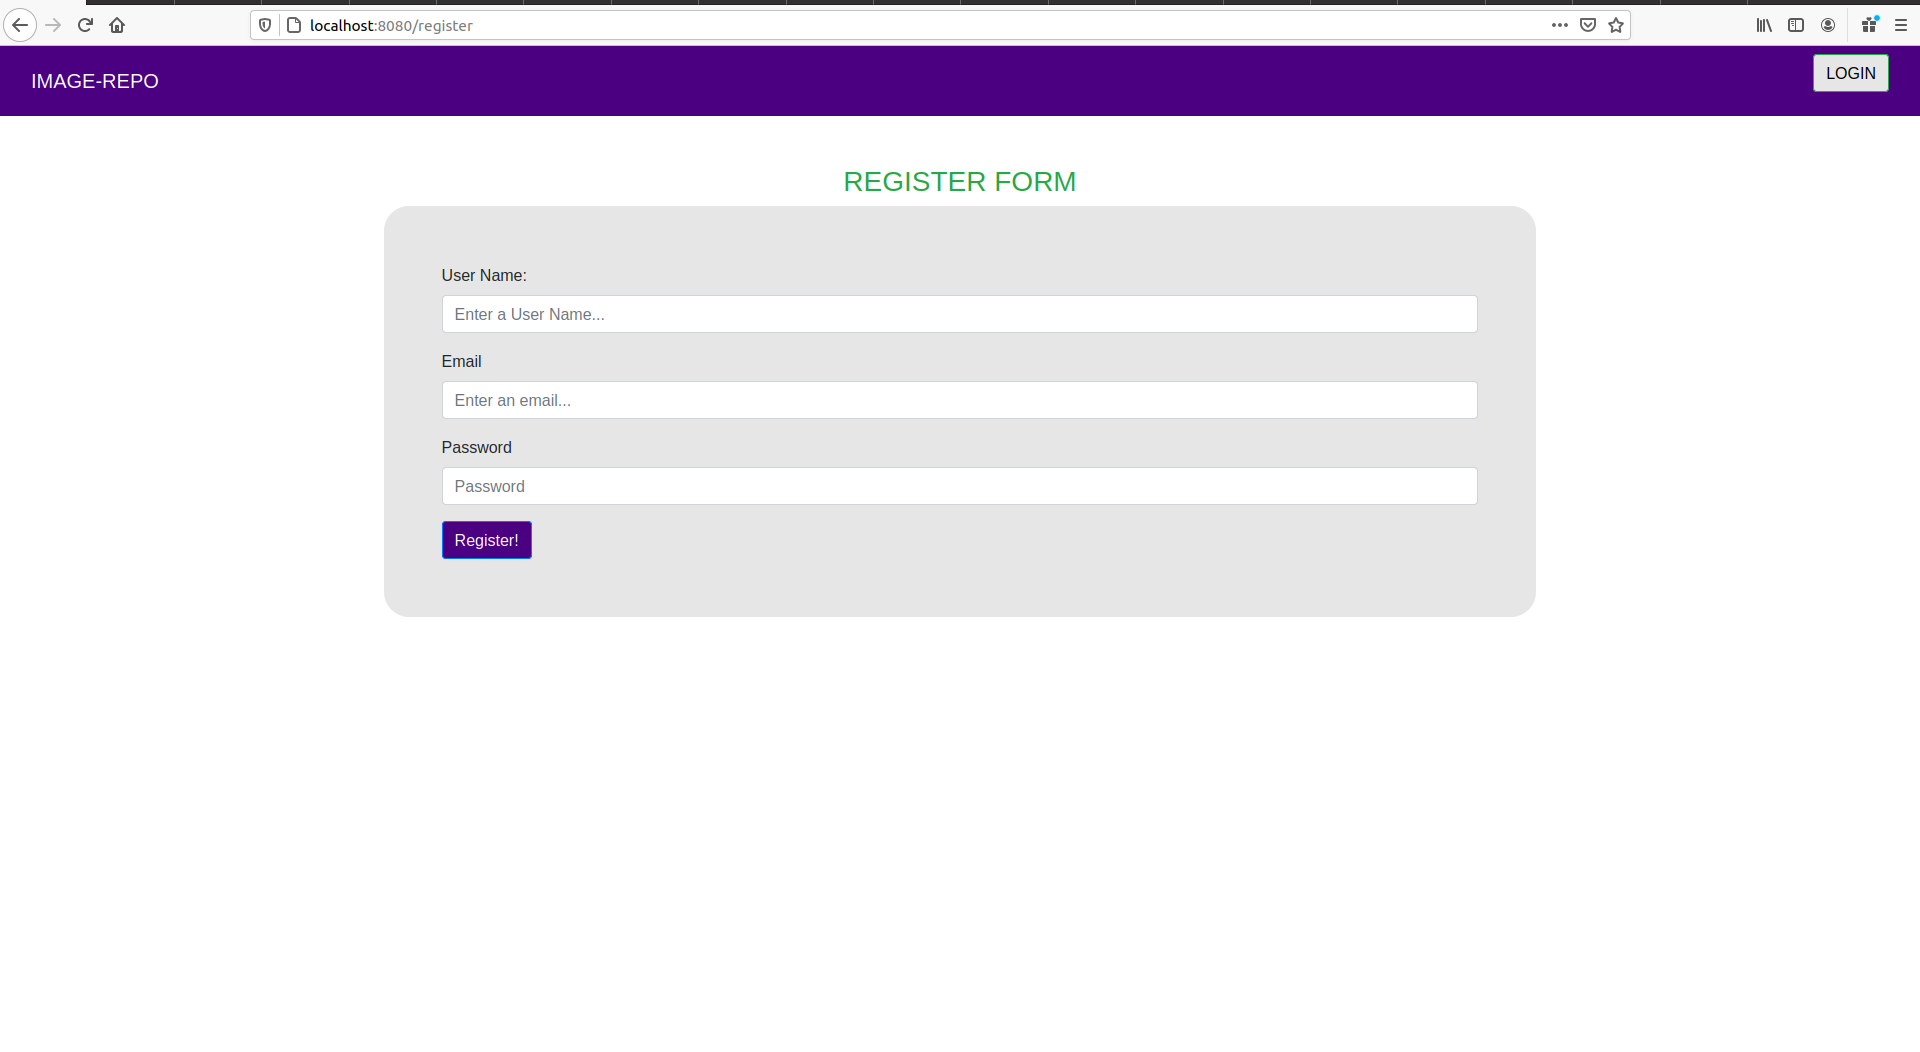 localhost:8080/register
IMAGE-REPO
LOGIN
REGISTER FORM
User Name:
Enter a User Name...
Email
Enter an email...
Password
Password
Register!